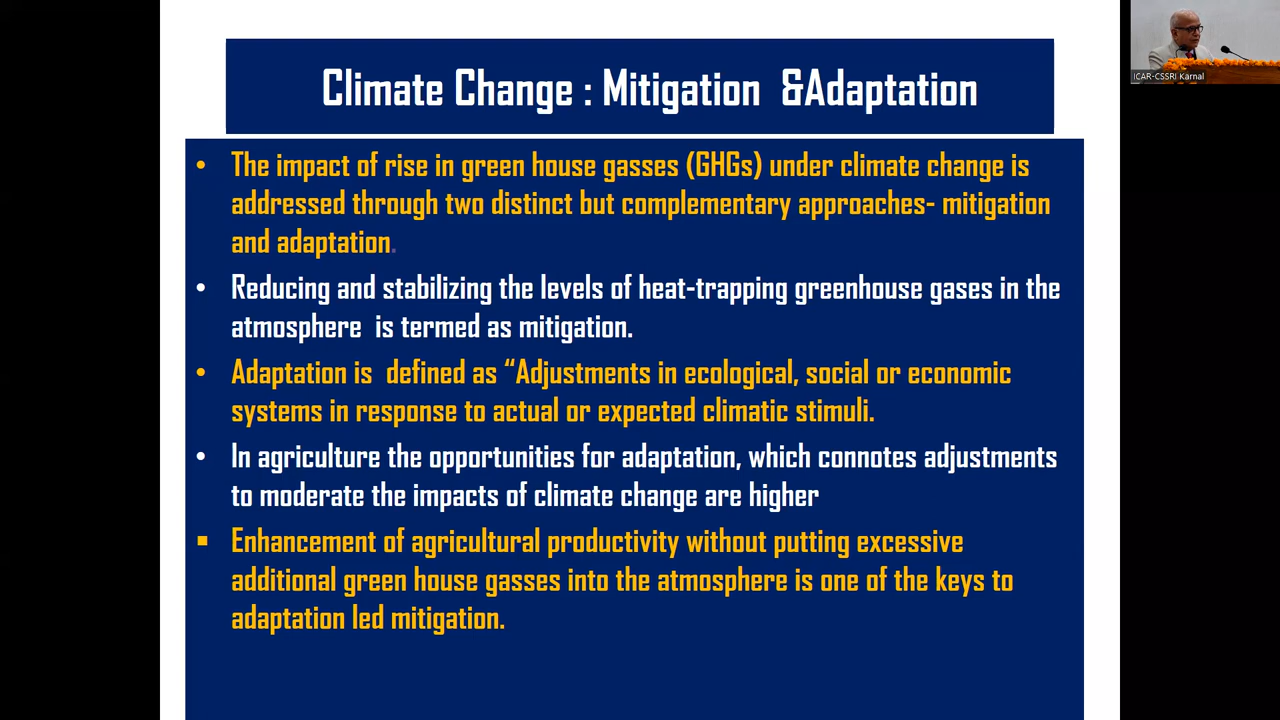 Climate Change : Mitigation &Adaptation
• The impact of rise in green house gasses (GHGs) under climate change is
addressed through two distinct but complementary approaches- mitigation
and adaptation.
• Reducing and stabilizing the levels of heat-trapping greenhouse gases in the
atmosphere is termed as mitigation.
• Adaptation is defined as “Adjustments in ecological, social or economic
systems in response to actual or expected climatic stimuli.
• In agriculture the opportunities for adaptation, which connotes adjustments
to moderate the impacts of climate change are higher
▪ Enhancement of agricultural productivity without putting excessive
additional green house gasses into the atmosphere is one of the keys to
adaptation led mitigation.
ICAR-CSSRI Karnal